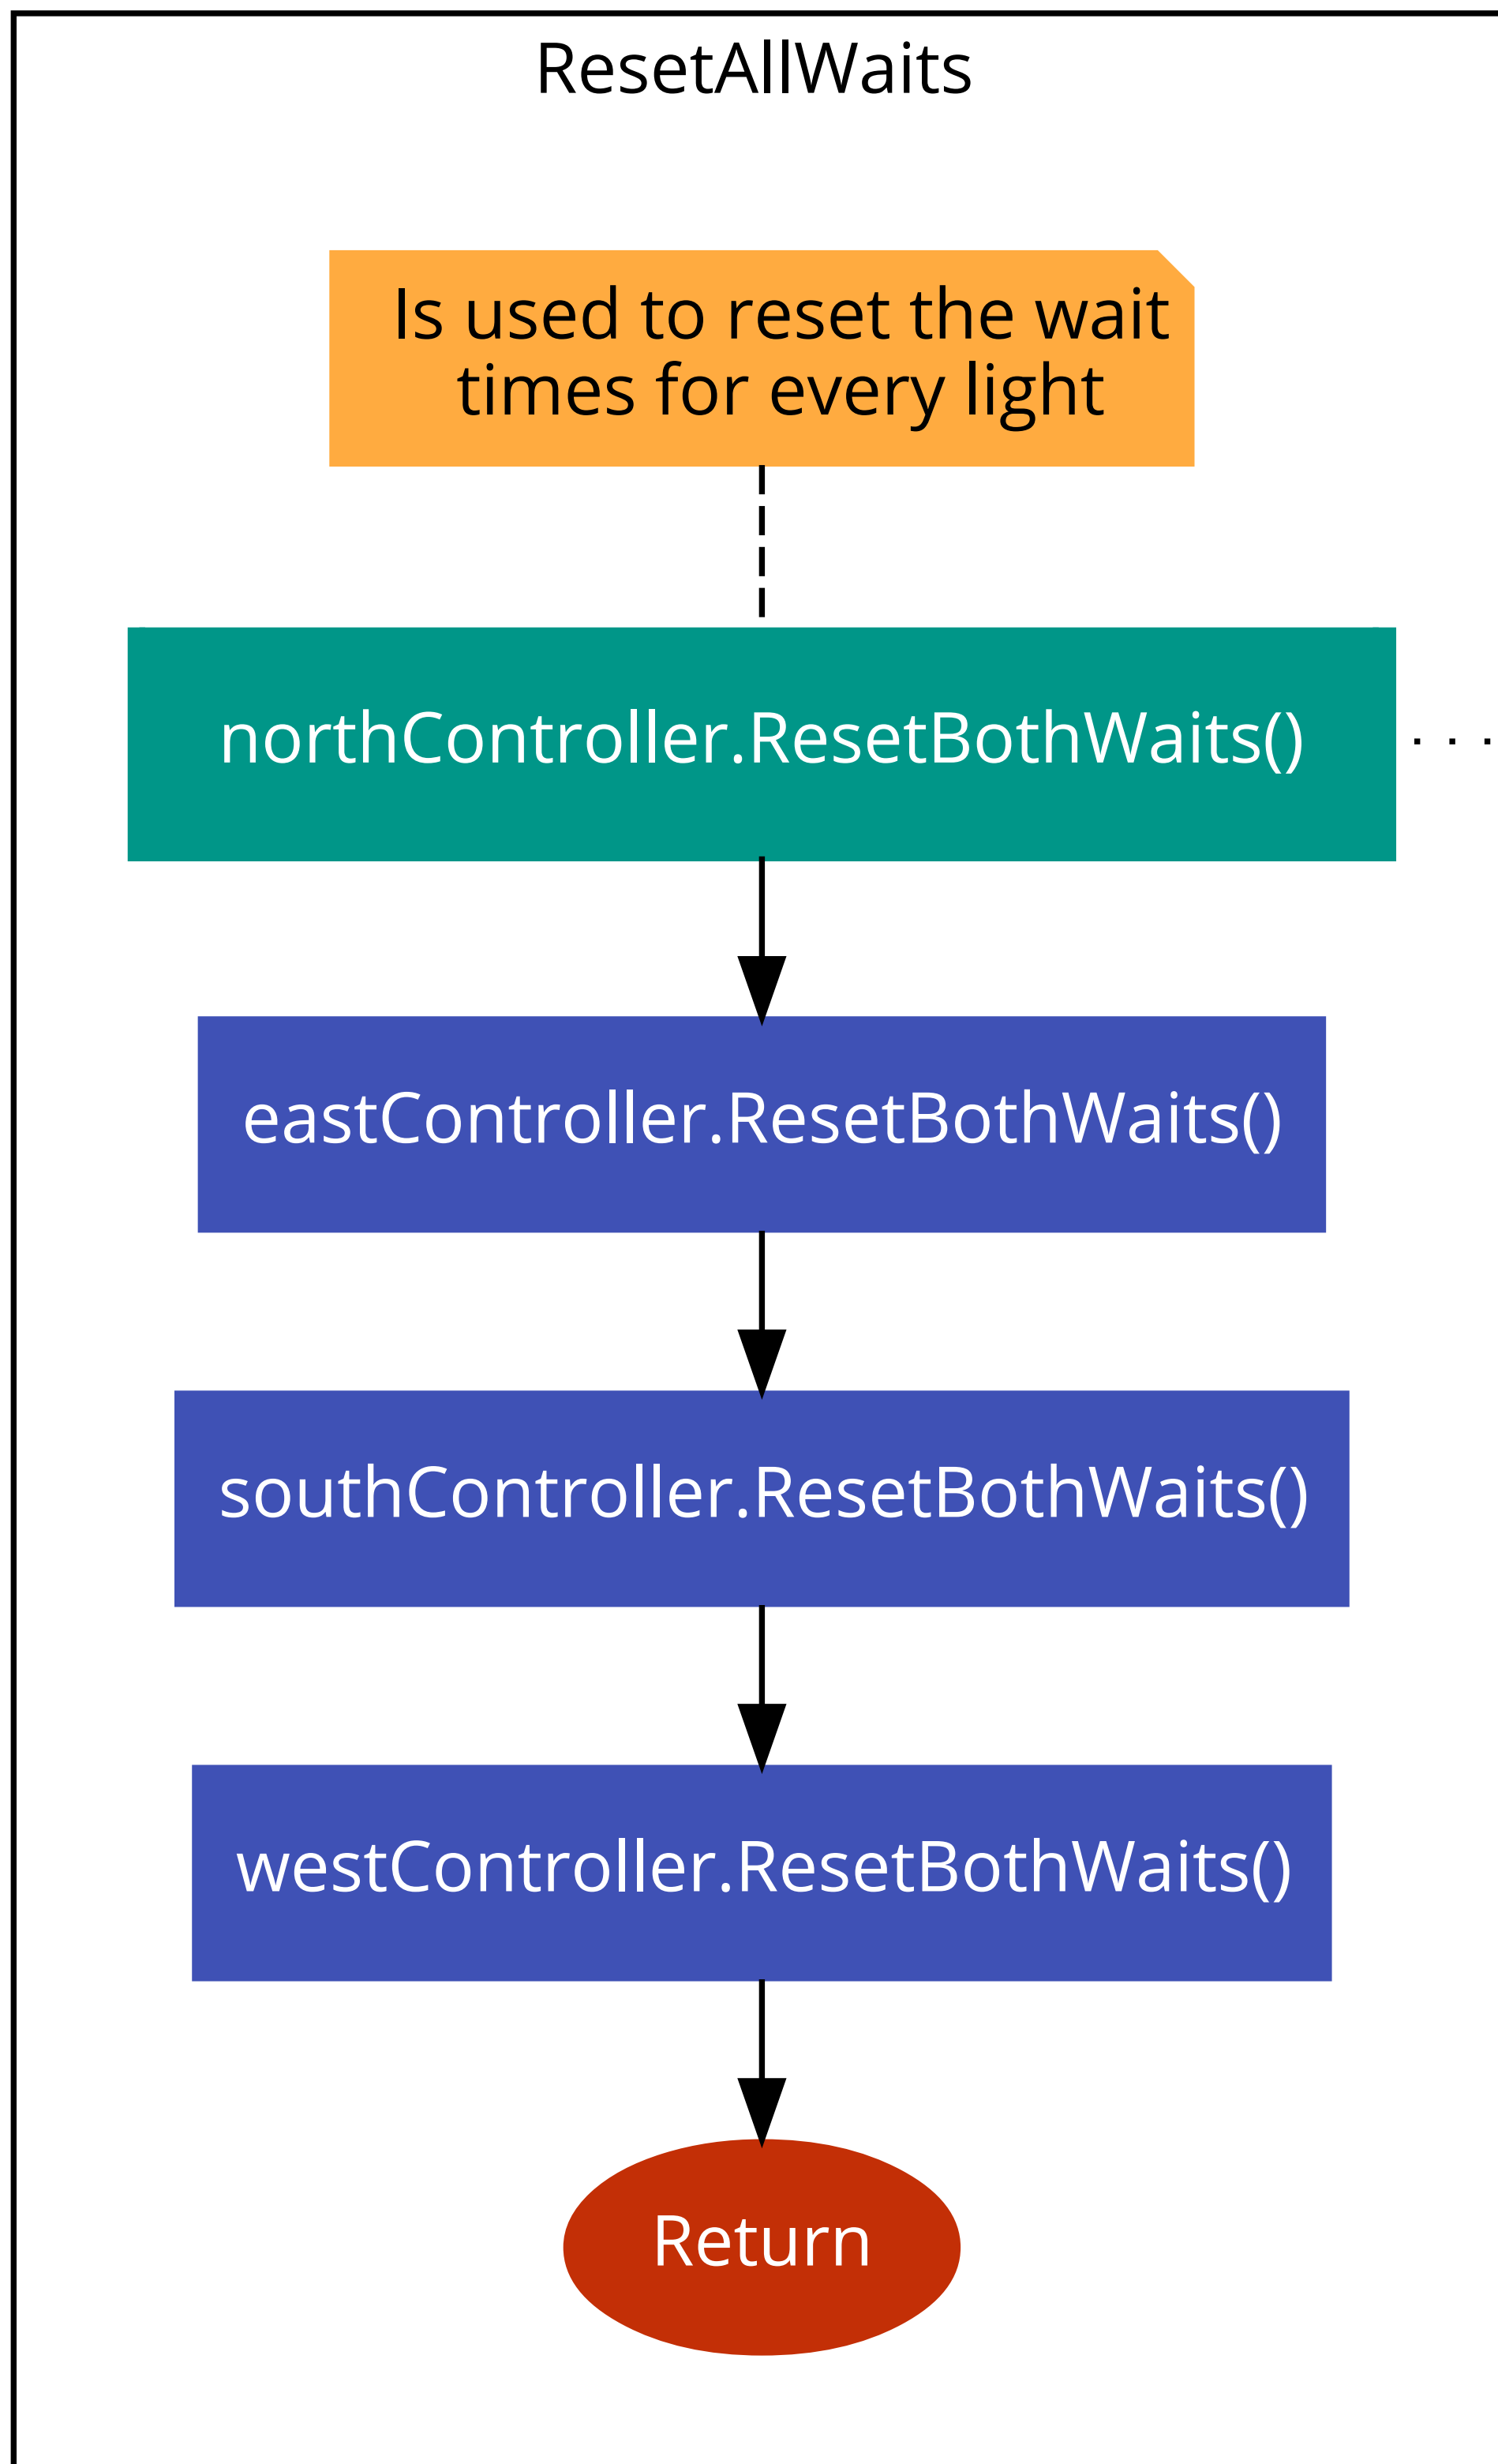 ResetAllWaits
Is used to reset the wait
times for every light
northController.ResetBothWaits()
eastController.ResetBothWaits()
southController.ResetBothWaits()
westController.ResetBothWaits()
Return